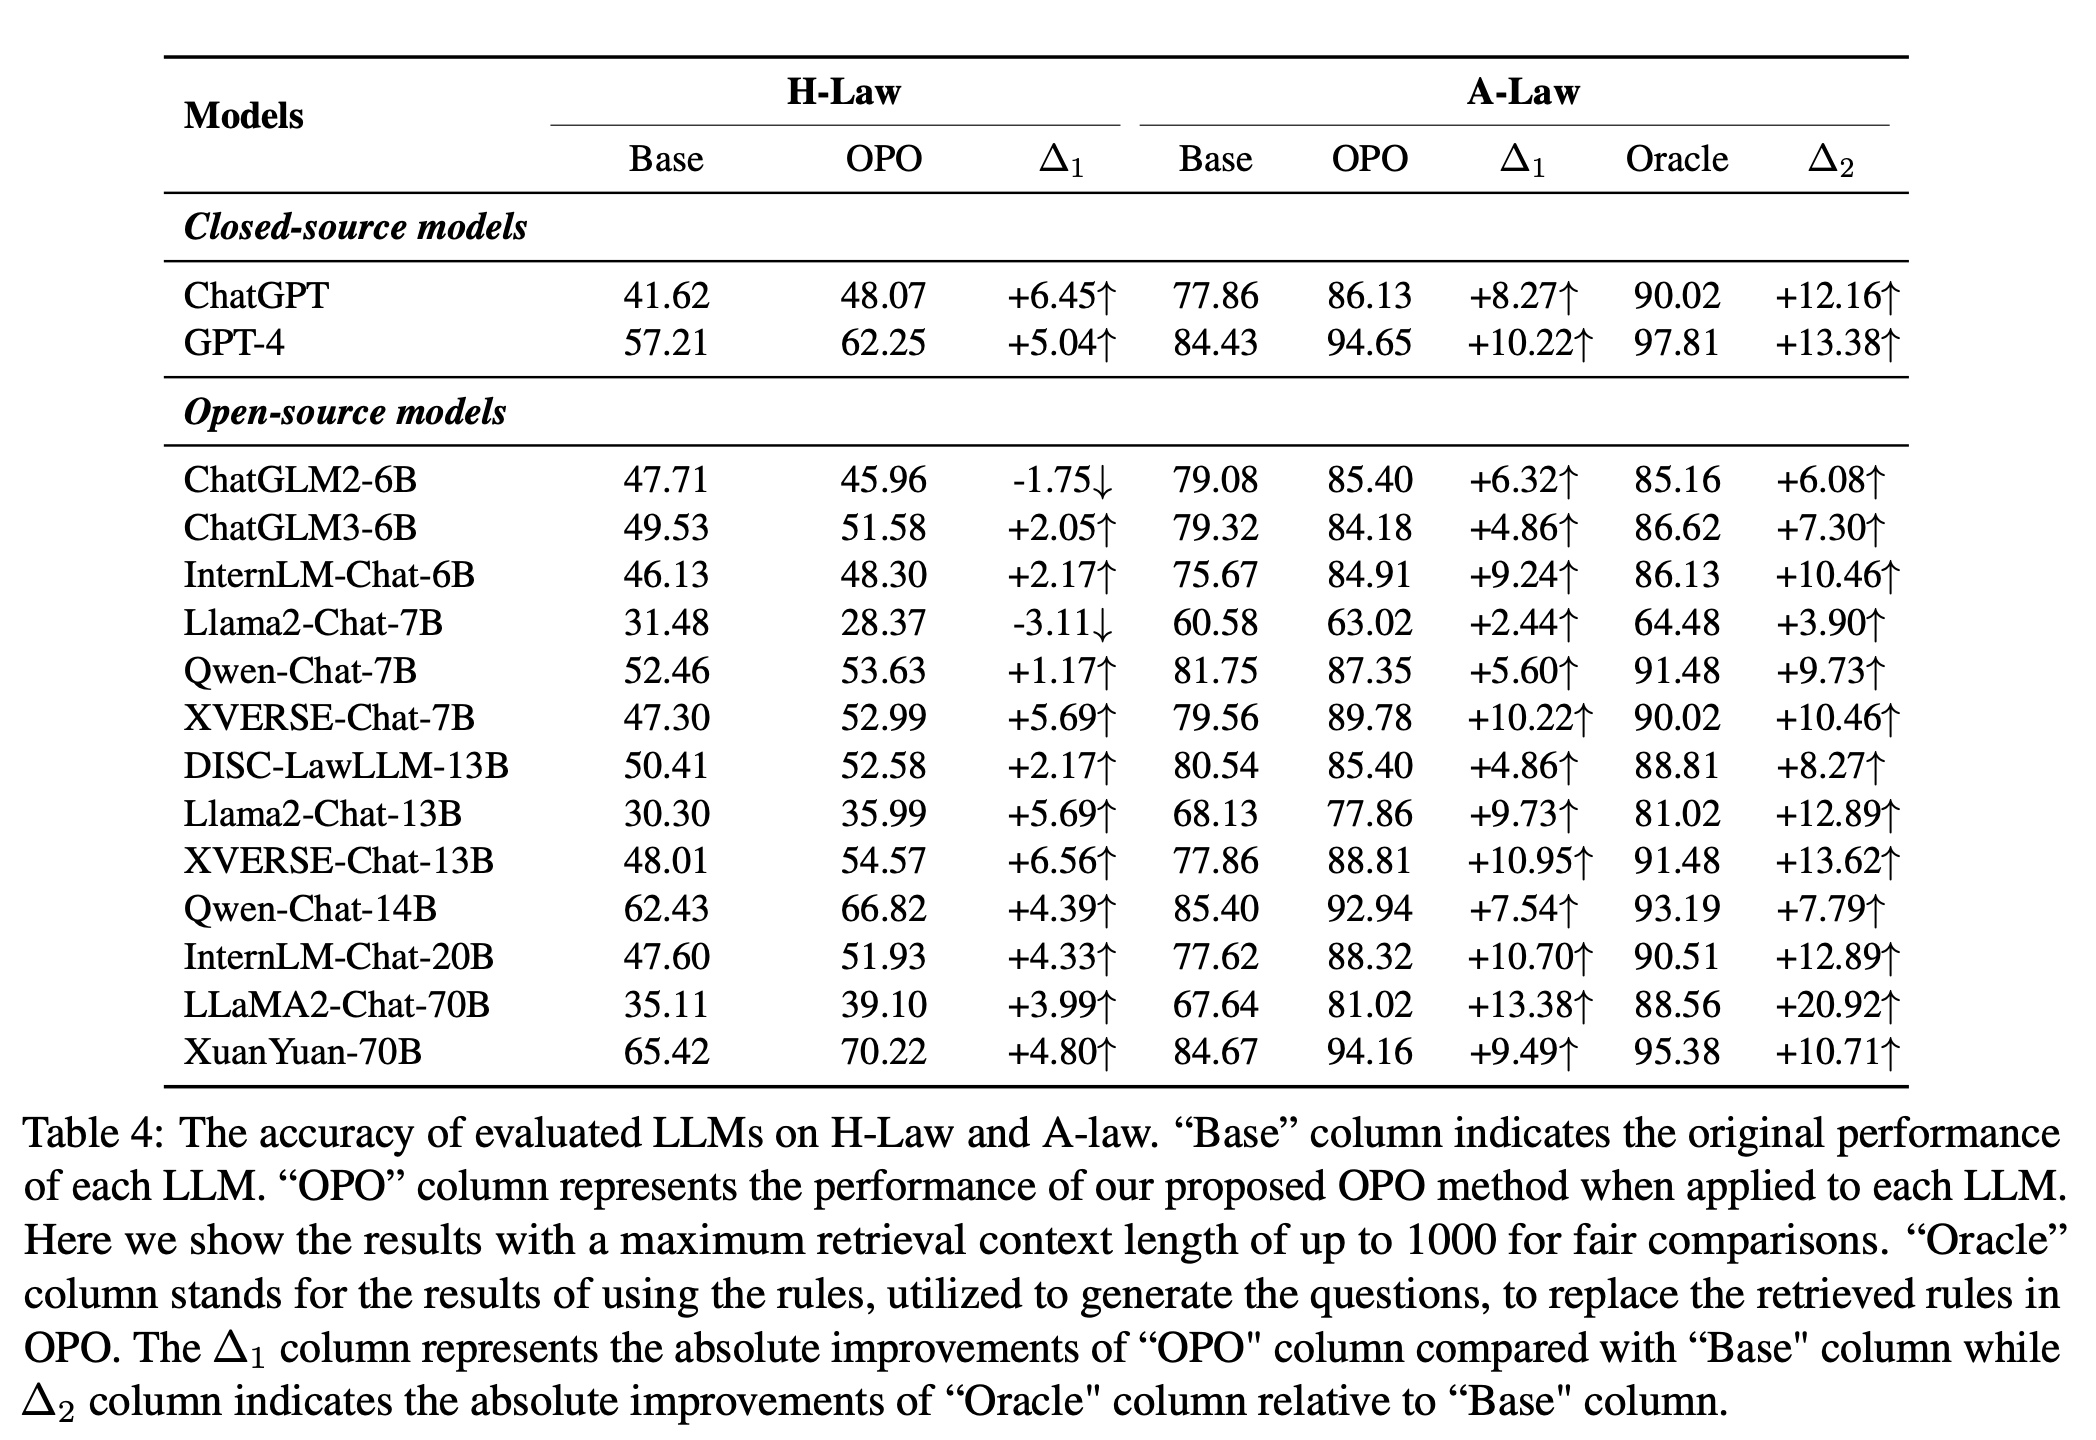 Models H-Law A-Law
Base OPO Δ₁ Base OPO Δ₁ Oracle Δ₂
Closed-source models
ChatGPT 41.62 48.07 +6.45↑ 77.86 86.13 +8.27↑ 90.02 +12.16↑
GPT-4 57.21 62.25 +5.04↑ 84.43 94.65 +10.22↑ 97.81 +13.38↑
Open-source models
ChatGLM2-6B 47.71 45.96 -1.75↓ 79.08 85.40 +6.32↑ 85.16 +6.08↑
ChatGLM3-6B 49.53 51.58 +2.05↑ 79.32 84.18 +4.86↑ 86.62 +7.30↑
InternLM-Chat-6B 46.13 48.30 +2.17↑ 75.67 84.91 +9.24↑ 86.13 +10.46↑
Llama2-Chat-7B 31.48 28.37 -3.11↓ 60.58 63.02 +2.44↑ 64.48 +3.90↑
Qwen-Chat-7B 52.46 53.63 +1.17↑ 81.75 87.35 +5.60↑ 91.48 +9.73↑
XVERSE-Chat-7B 47.30 52.99 +5.69↑ 79.56 89.78 +10.22↑ 90.02 +10.46↑
DISC-LawLLM-13B 50.41 52.58 +2.17↑ 80.54 85.40 +4.86↑ 88.81 +8.27↑
Llama2-Chat-13B 30.30 35.99 +5.69↑ 68.13 77.86 +9.73↑ 81.02 +12.89↑
XVERSE-Chat-13B 48.01 54.57 +6.56↑ 77.86 88.81 +10.95↑ 91.48 +13.62↑
Qwen-Chat-14B 62.43 66.82 +4.39↑ 85.40 92.94 +7.54↑ 93.19 +7.79↑
InternLM-Chat-20B 47.60 51.93 +4.33↑ 77.62 88.32 +10.70↑ 90.51 +12.89↑
LLaMA2-Chat-70B 35.11 39.10 +3.99↑ 67.64 81.02 +13.38↑ 88.56 +20.92↑
XuanYuan-70B 65.42 70.22 +4.80↑ 84.67 94.16 +9.49↑ 95.38 +10.71↑
Table 4: The accuracy of evaluated LLMs on H-Law and A-law. “Base” column indicates the original performance
of each LLM. “OPO” column represents the performance of our proposed OPO method when applied to each LLM.
Here we show the results with a maximum retrieval context length of up to 1000 for fair comparisons. “Oracle”
column stands for the results of using the rules, utilized to generate the questions, to replace the retrieved rules in
OPO. The Δ₁ column represents the absolute improvements of “OPO" column compared with “Base" column while
Δ₂ column indicates the absolute improvements of “Oracle" column relative to “Base" column.